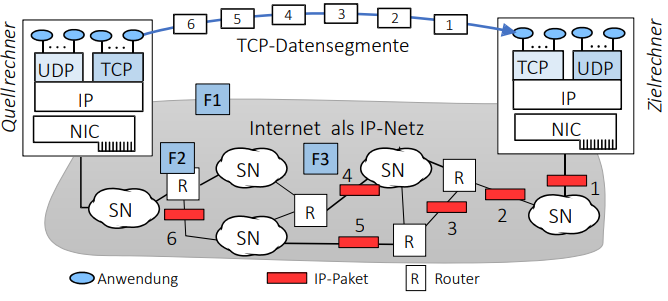 6 5 4 3 2 1
TCP-Datensegmente
Quellrechner
UDP TCP
IP
NIC
Zielrechner
TCP UDP
IP
NIC
F1
Internet als IP-Netz
F2
F3
R
SN
SN
SN
SN
SN
R
R
R
4
1
2
3
5
6
Anwendung
IP-Paket
R Router